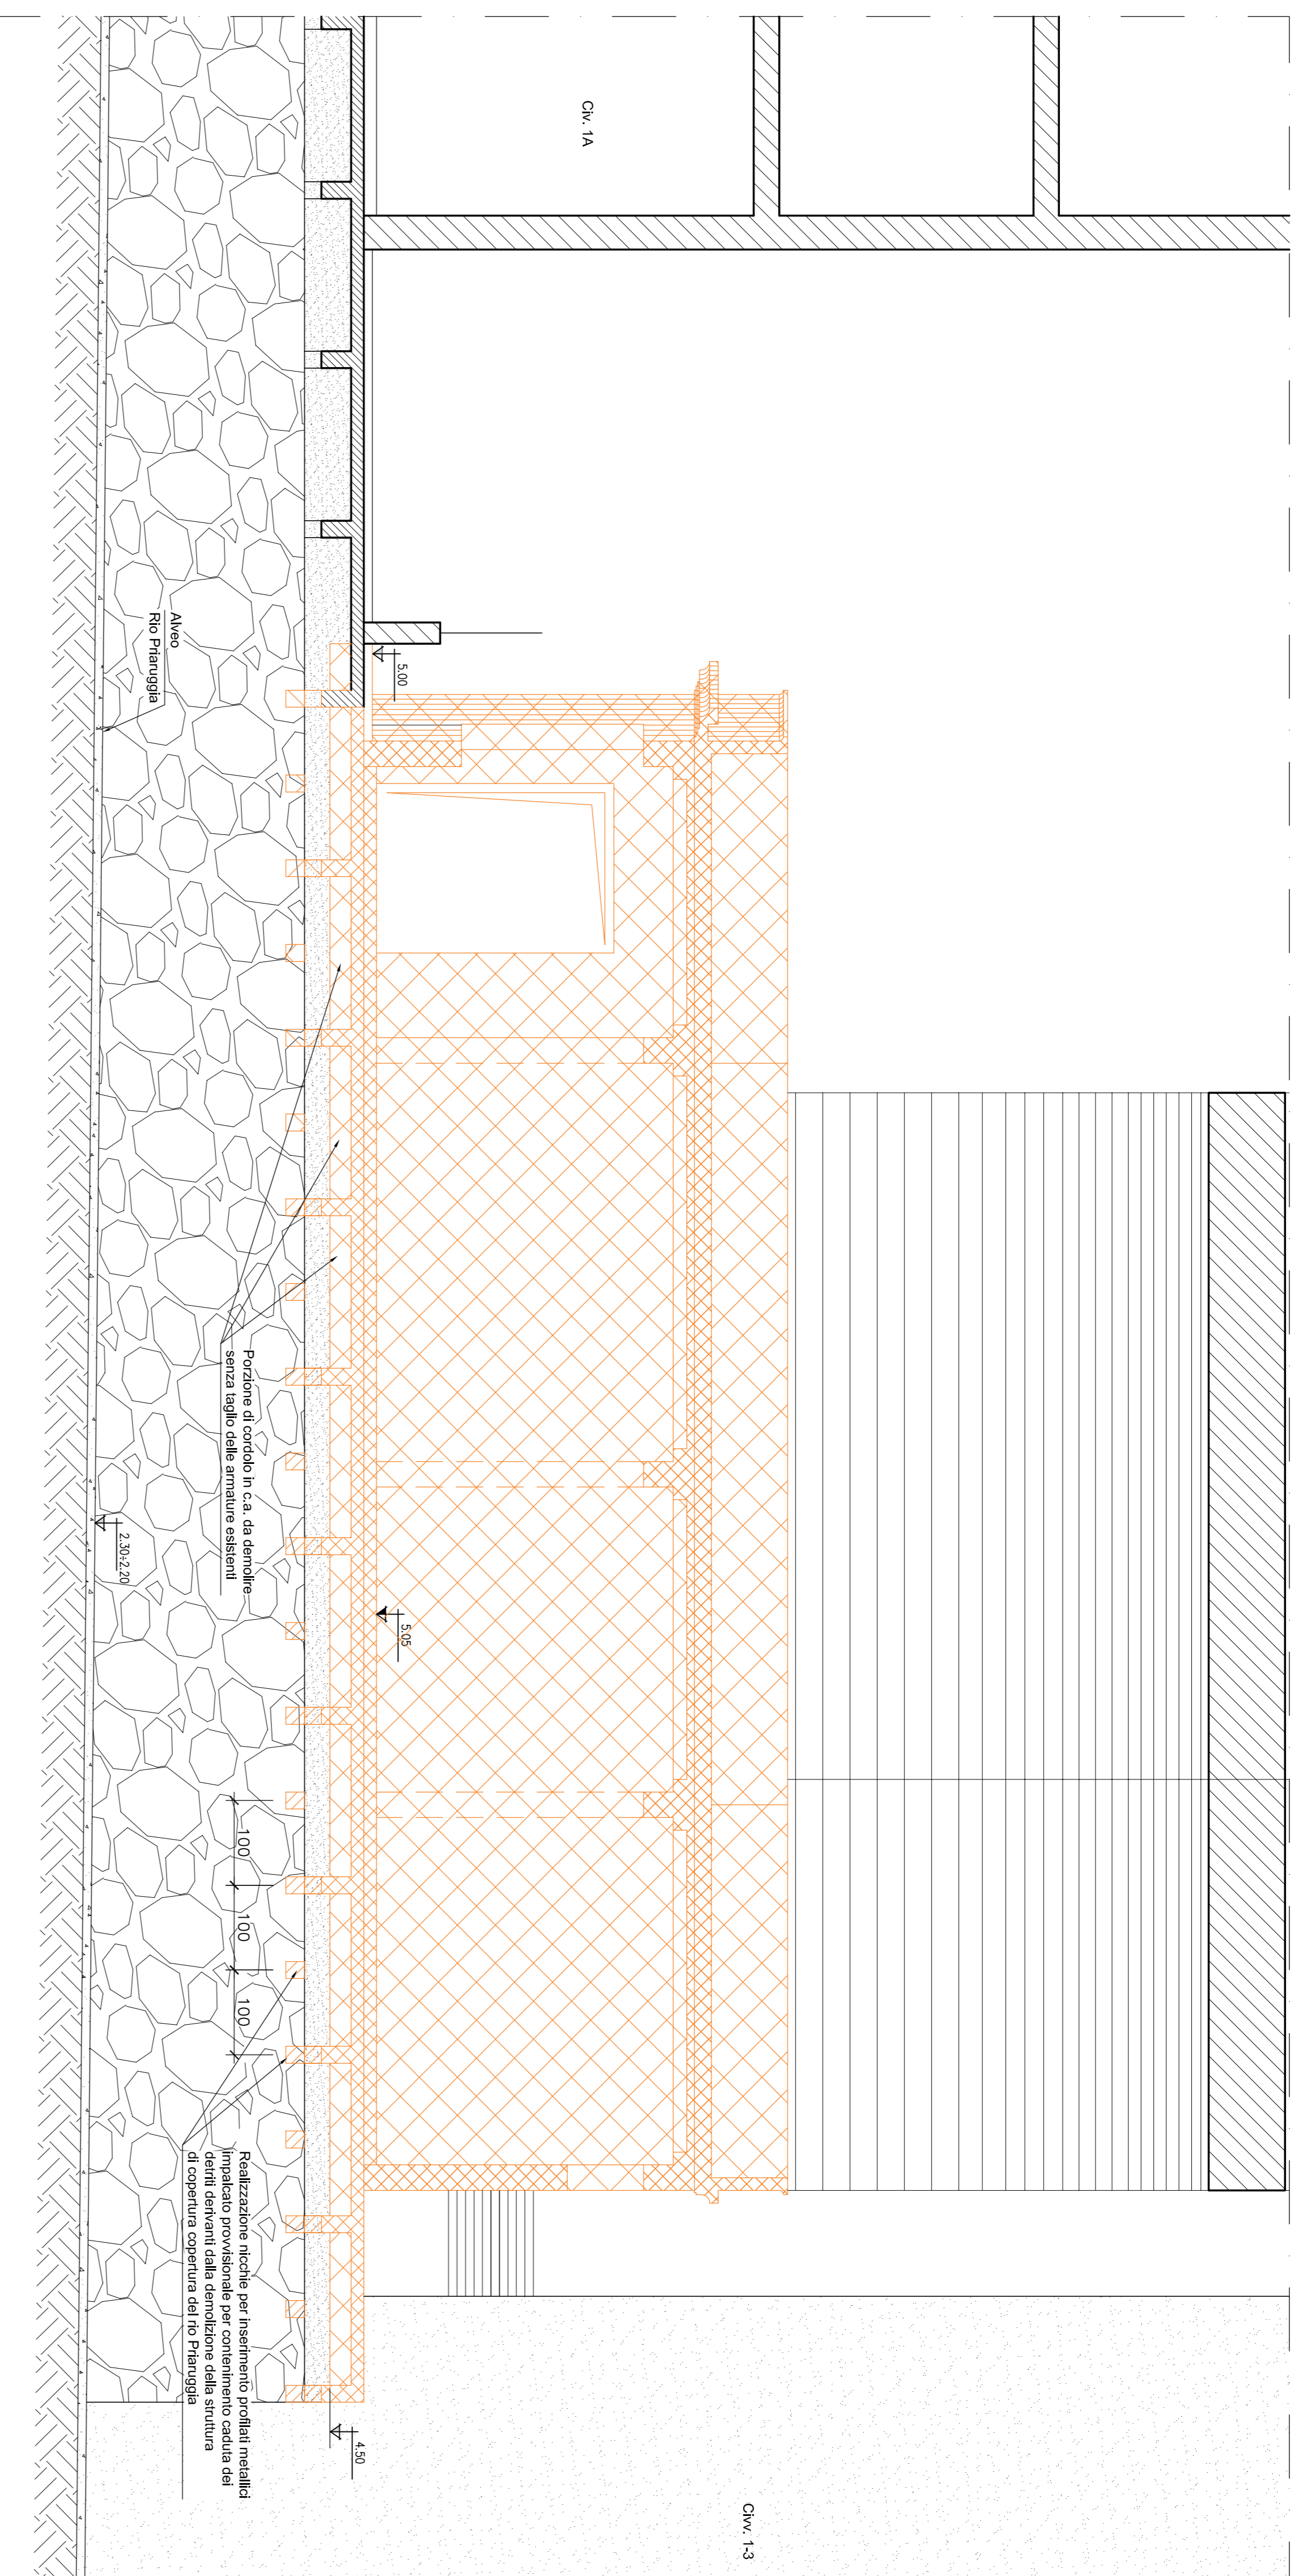 Civ. 1A
Civv. 1-3
5.00
5.05
4.50
Alveo
Rio Priaruggia
Porzione di cordolo in c.a. da demolire
senza taglio delle armature esistenti
2.30÷2.20
100
100
100
Realizzazione nicchie per inserimento profilati metallici
impalcato provvisionale per contenimento caduta dei
detriti derivanti dalla demolizione della struttura
di copertura copertura del rio Priaruggia